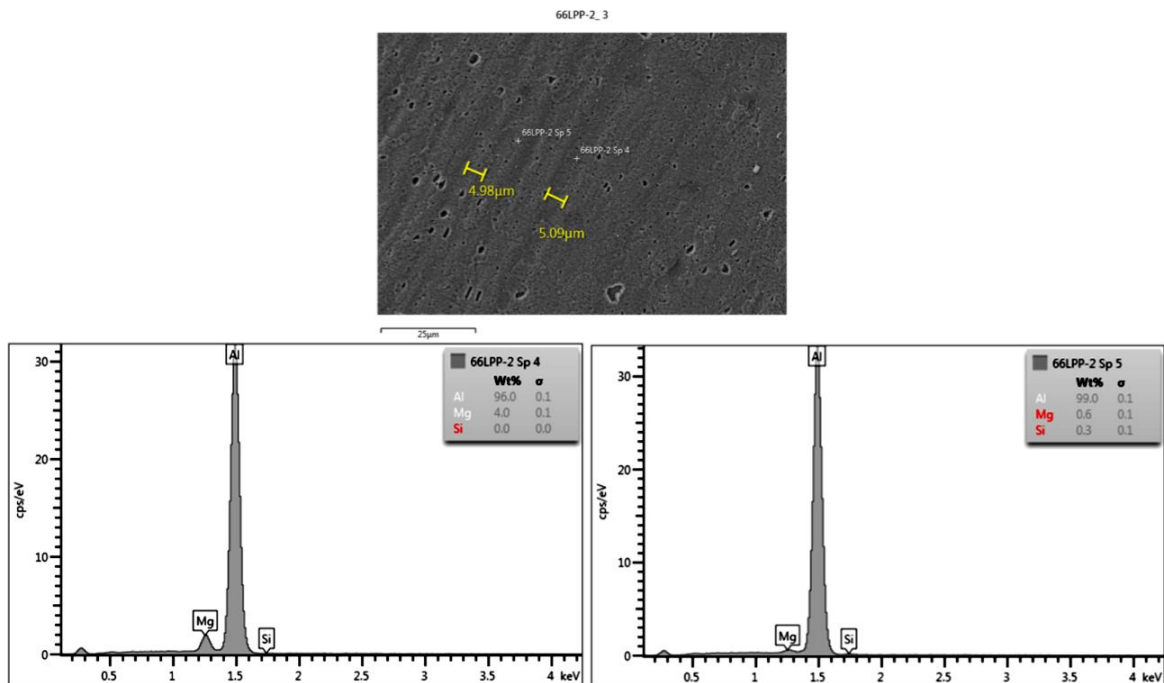 66LPP-2_ 3
66LPP-2 Sp 5
66LPP-2 Sp 4
4.98µm
5.09µm
25µm
66LPP-2 Sp 4
Wt% σ
Al 96.0 0.1
Mg 4.0 0.1
Si 0.0 0.0
30
20
10
0
cps/eV
Al
Mg
Si
0.5 1 1.5 2 2.5 3 3.5 4 keV
66LPP-2 Sp 5
Wt% σ
Al 99.0 0.1
Mg 0.6 0.1
Si 0.3 0.1
30
20
10
0
cps/eV
Al
Mg
Si
0.5 1 1.5 2 2.5 3 3.5 4 keV